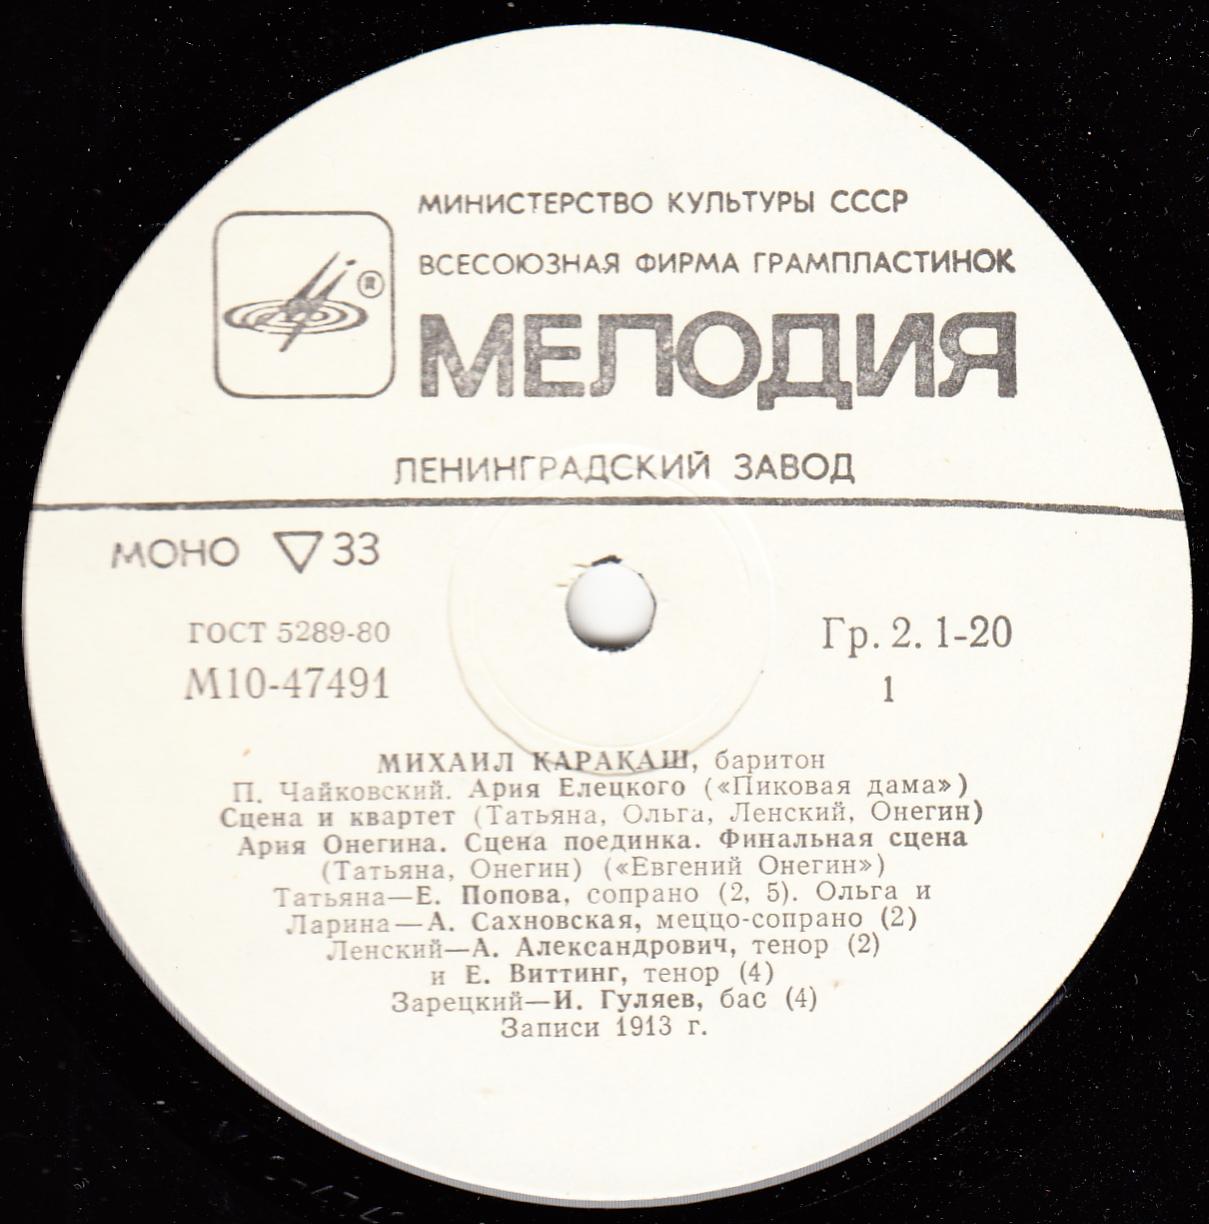 МИНИСТЕРСТВО КУЛЬТУРЫ СССР
ВСЕСОЮЗНАЯ ФИРМА ГРАМПЛАСТИНОК
®
МЕЛОДИЯ
ЛЕНИНГРАДСКИЙ ЗАВОД
МОНО ▽ 33
ГОСТ 5289-80
М10-47491
Гр. 2. 1-20
1
МИХАИЛ КАРАКАШ, баритон
П. Чайковский. Ария Елецкого («Пиковая дама»)
Сцена и квартет (Татьяна, Ольга, Ленский, Онегин)
Ария Онегина. Сцена поединка. Финальная сцена
(Татьяна, Онегин) («Евгений Онегин»)
Татьяна—Е. Попова, сопрано (2, 5). Ольга и
Ларина—А. Сахновская, меццо-сопрано (2)
Ленский—А. Александрович, тенор (2)
и Е. Виттинг, тенор (4)
Зарецкий—И. Гуляев, бас (4)
Записи 1913 г.